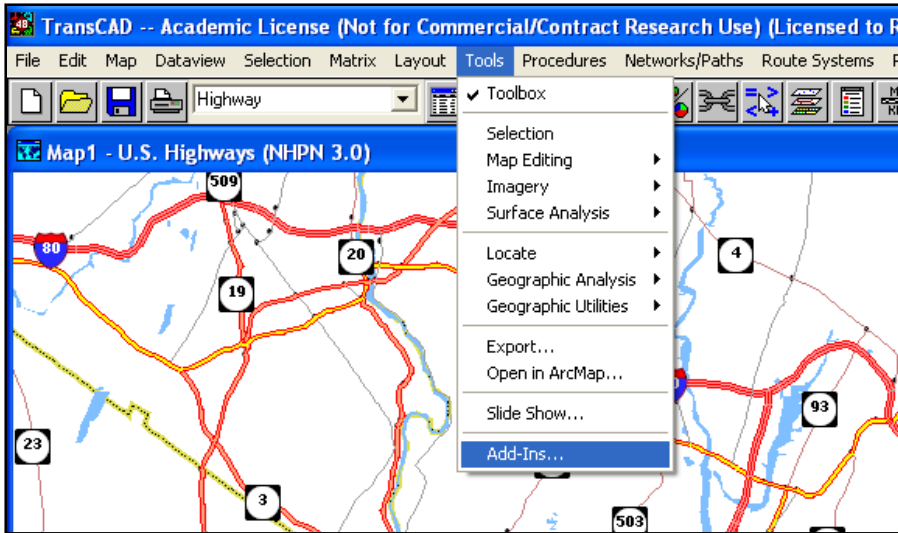 TransCAD -- Academic License (Not for Commercial/Contract Research Use) (Licensed to R
File Edit Map Dataview Selection Matrix Layout Tools Procedures Networks/Paths Route Systems
Highway
Toolbox
Selection
Map Editing
Imagery
Surface Analysis
Locate
Geographic Analysis
Geographic Utilities
Export...
Open in ArcMap...
Slide Show...
Add-Ins...
Map1 - U.S. Highways (NHPN 3.0)
509
80
20
4
19
93
23
3
503